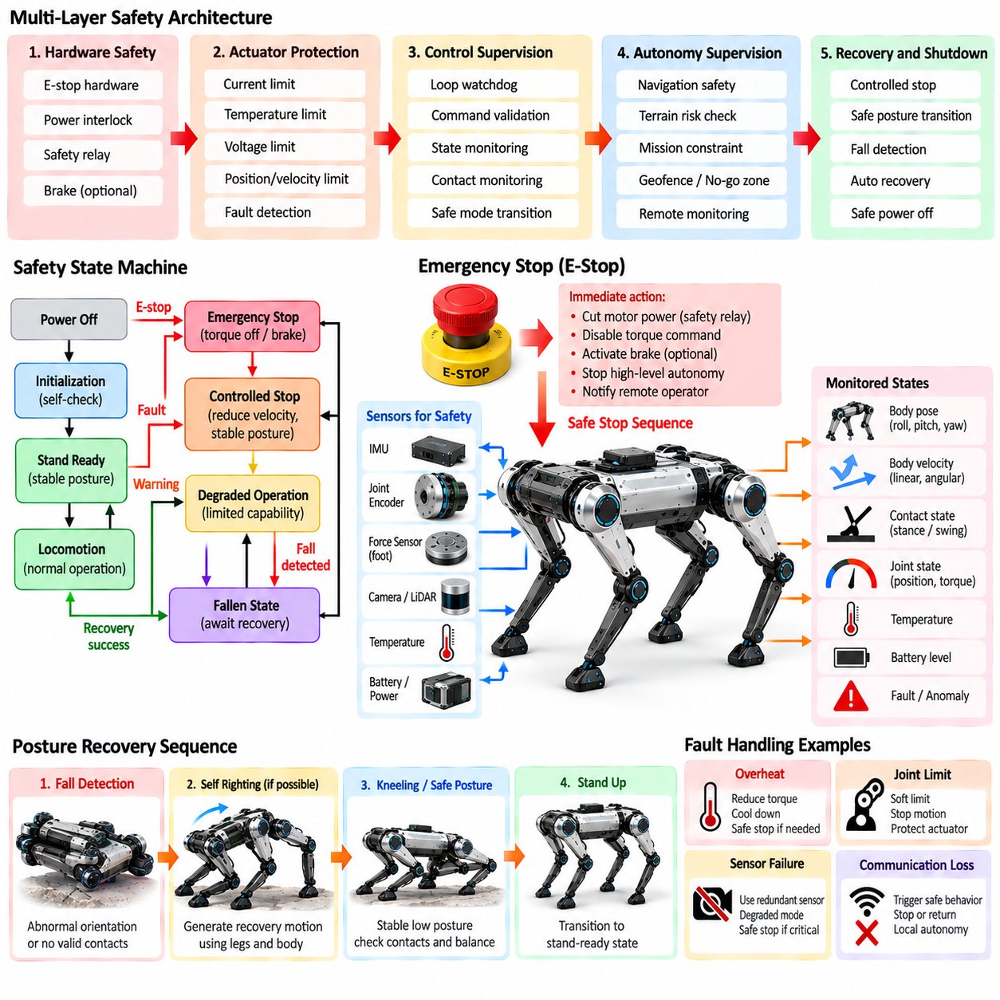 Multi-Layer Safety Architecture
1. Hardware Safety
E-stop hardware
Power interlock
Safety relay
Brake (optional)
2. Actuator Protection
Current limit
Temperature limit
Voltage limit
Position/velocity limit
Fault detection
3. Control Supervision
Loop watchdog
Command validation
State monitoring
Contact monitoring
Safe mode transition
4. Autonomy Supervision
Navigation safety
Terrain risk check
Mission constraint
Geofence / No-go zone
Remote monitoring
5. Recovery and Shutdown
Controlled stop
Safe posture transition
Fall detection
Auto recovery
Safe power off
Safety State Machine
Power Off
E-stop
Emergency Stop
(torque off / brake)
Initialization
(self-check)
Fault
Controlled Stop
(reduce velocity,
stable posture)
Stand Ready
(stable posture)
Warning
Degraded Operation
(limited capability)
Locomotion
(normal operation)
Fall
detected
Fallen State
(await recovery)
Recovery
success
Emergency Stop (E-Stop)
E-STOP
Immediate action:
• Cut motor power (safety relay)
• Disable torque command
• Activate brake (optional)
• Stop high-level autonomy
• Notify remote operator
Safe Stop Sequence
Sensors for Safety
IMU
Joint
Encoder
Force Sensor
(foot)
Camera / LiDAR
Temperature
Battery /
Power
Monitored States
Body pose
(roll, pitch, yaw)
Body velocity
(linear, angular)
Contact state
(stance / swing)
Joint state
(position, torque)
Temperature
Battery level
Fault / Anomaly
Posture Recovery Sequence
1. Fall Detection
Abnormal orientation
or no valid contacts
2. Self Righting (if possible)
Generate recovery motion
using legs and body
3. Kneeling / Safe Posture
Stable low posture
check contacts and balance
4. Stand Up
Transition to
stand-ready state
Fault Handling Examples
Overheat
Reduce torque
Cool down
Safe stop if needed
Joint Limit
Soft limit
Stop motion
Protect actuator
Sensor Failure
Use redundant sensor
Degraded mode
Safe stop if critical
Communication Loss
Trigger safe behavior
Stop or return
Local autonomy